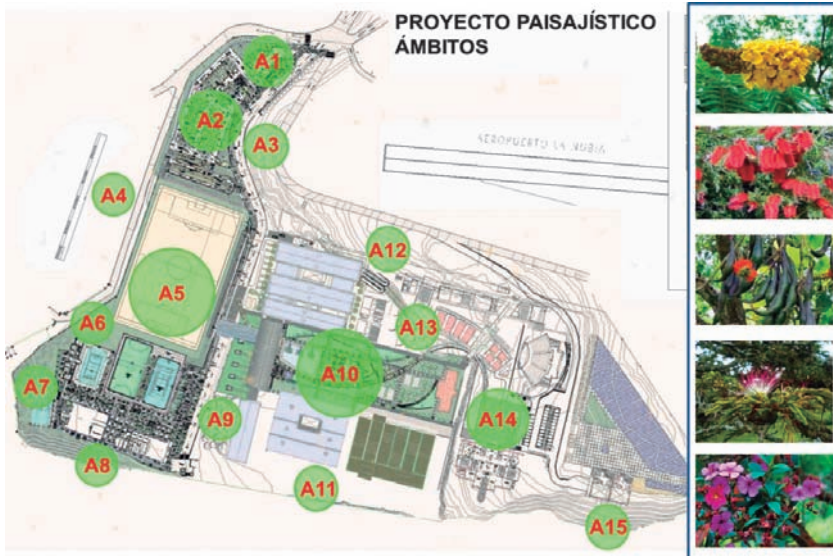 PROYECTO PAISAJÍSTICO
ÁMBITOS
A1
A2
A3
AEROPUERTO LA NUBIA
A4
A12
A5
A6
A13
A10
A7
A9
A14
A8
A11
A15